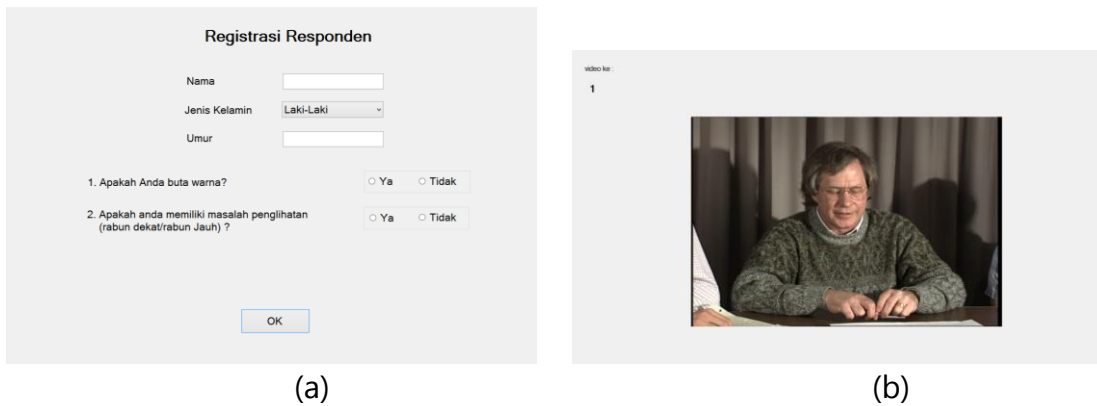 Registrasi Responden
Nama
Jenis Kelamin Laki-Laki
Umur
1. Apakah Anda buta warna? Ya Tidak
2. Apakah anda memiliki masalah penglihatan
(rabun dekat/rabun Jauh) ? Ya Tidak
OK
(a)
video ke :
1
(b)